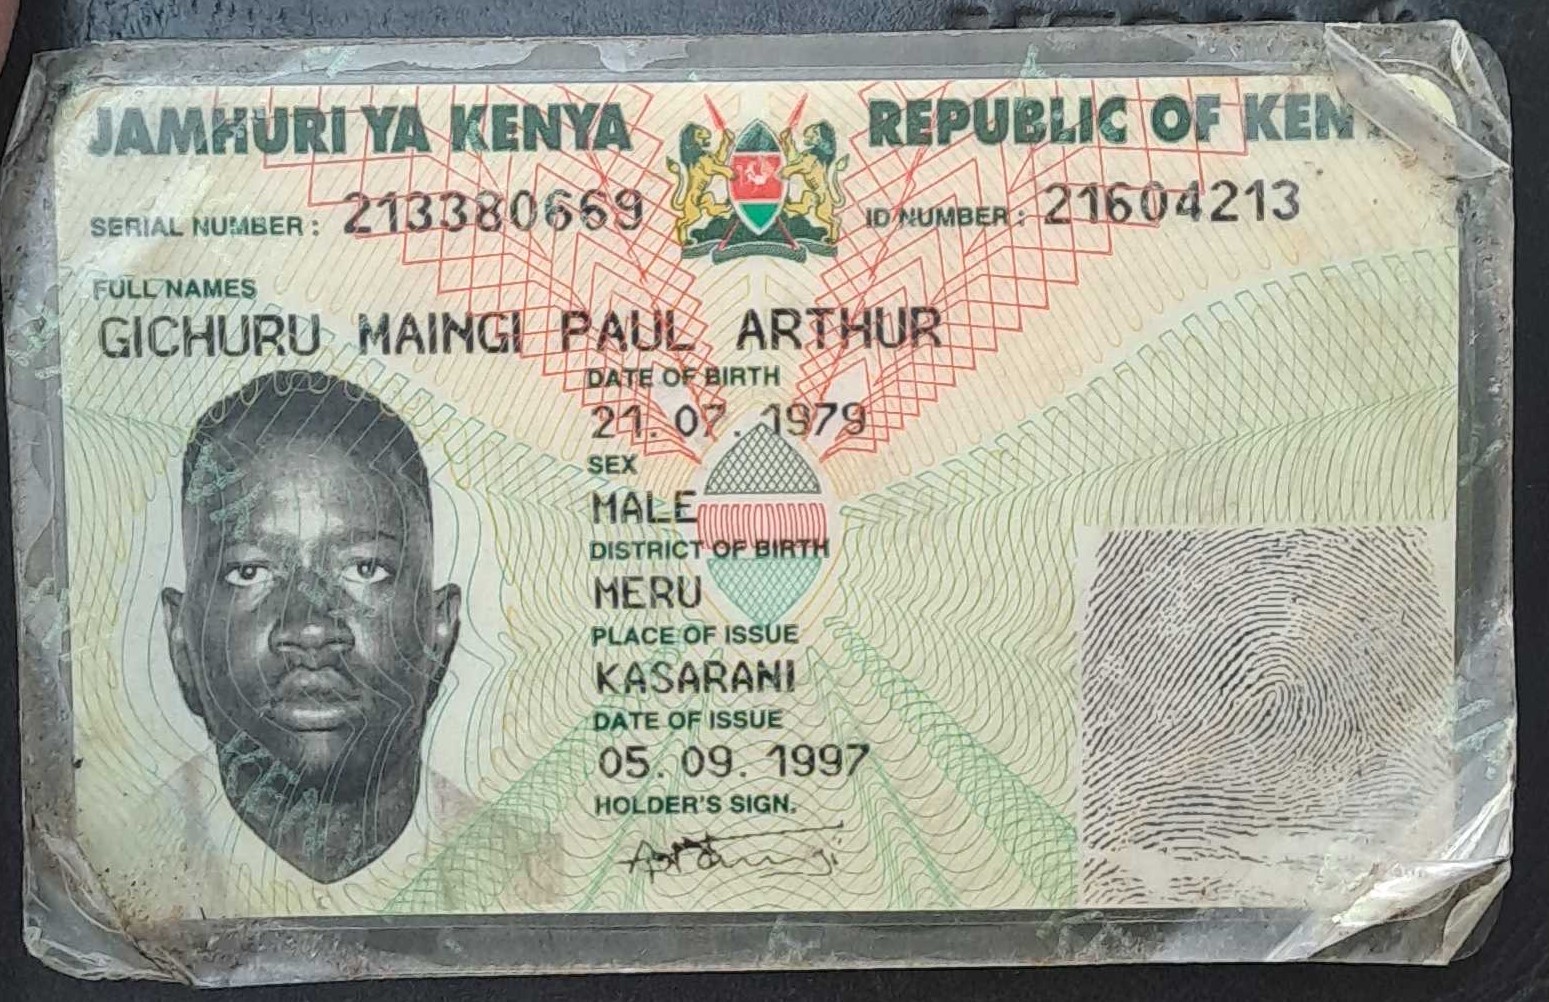 JAMHURI YA KENYA REPUBLIC OF KEN
SERIAL NUMBER : 213380669 ID NUMBER : 21604213
FULL NAMES
GICHURU MAINGI PAUL ARTHUR
DATE OF BIRTH
21. 07. 1979
SEX
MALE
DISTRICT OF BIRTH
MERU
PLACE OF ISSUE
KASARANI
DATE OF ISSUE
05. 09. 1997
HOLDER'S SIGN.